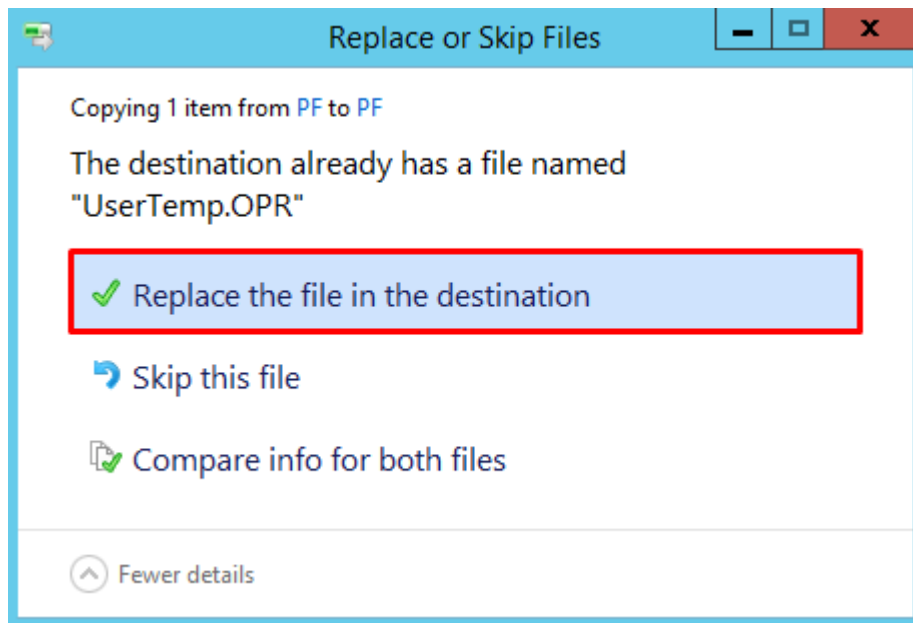 Replace or Skip Files
Copying 1 item from PF to PF
The destination already has a file named
"UserTemp.OPR"
Replace the file in the destination
Skip this file
Compare info for both files
Fewer details